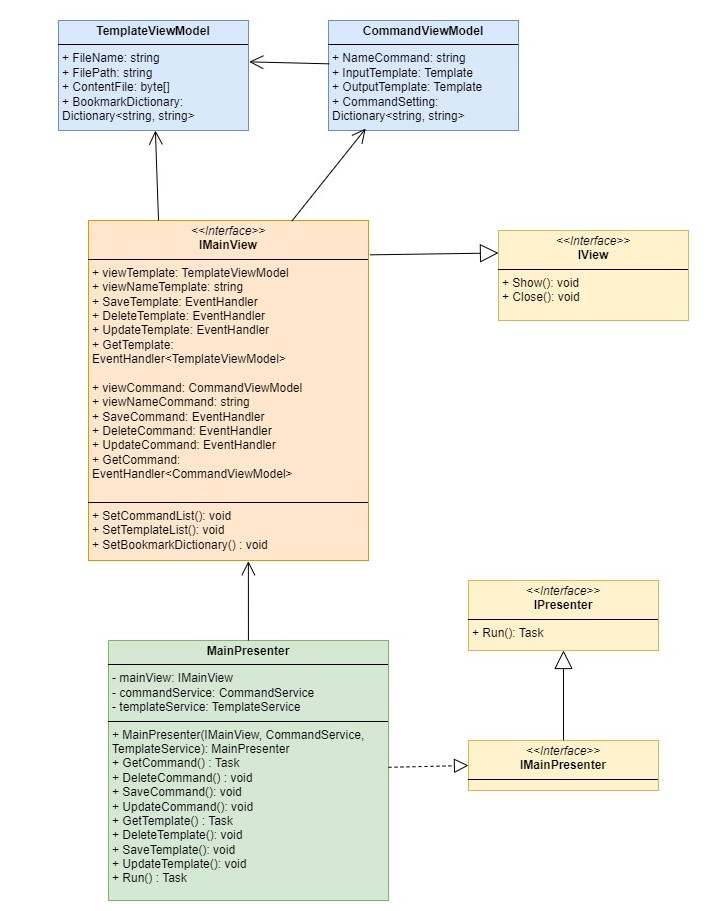 TemplateViewModel
+ FileName: string
+ FilePath: string
+ ContentFile: byte[]
+ BookmarkDictionary:
Dictionary<string, string>
CommandViewModel
+ NameCommand: string
+ InputTemplate: Template
+ OutputTemplate: Template
+ CommandSetting:
Dictionary<string, string>
<<Interface>>
IMainView
+ viewTemplate: TemplateViewModel
+ viewNameTemplate: string
+ SaveTemplate: EventHandler
+ DeleteTemplate: EventHandler
+ UpdateTemplate: EventHandler
+ GetTemplate:
EventHandler<TemplateViewModel>
+ viewCommand: CommandViewModel
+ viewNameCommand: string
+ SaveCommand: EventHandler
+ DeleteCommand: EventHandler
+ UpdateCommand: EventHandler
+ GetCommand:
EventHandler<CommandViewModel>
+ SetCommandList(): void
+ SetTemplateList(): void
+ SetBookmarkDictionary() : void
<<Interface>>
IView
+ Show(): void
+ Close(): void
<<Interface>>
IPresenter
+ Run(): Task
MainPresenter
- mainView: IMainView
- commandService: CommandService
- templateService: TemplateService
+ MainPresenter(IMainView, CommandService,
TemplateService): MainPresenter
+ GetCommand() : Task
+ DeleteCommand() : void
+ SaveCommand(): void
+ UpdateCommand(): void
+ GetTemplate() : Task
+ DeleteTemplate(): void
+ SaveTemplate(): void
+ UpdateTemplate(): void
+ Run() : Task
<<Interface>>
IMainPresenter